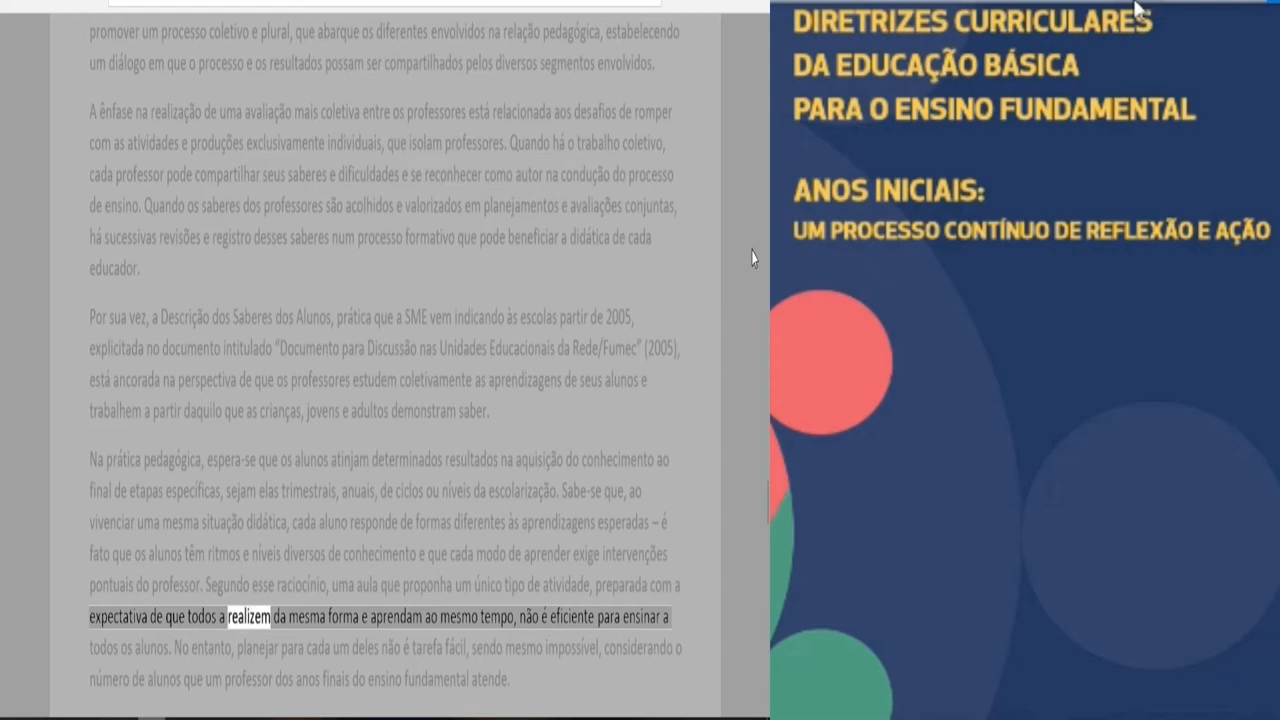 promover um processo coletivo e plural, que abarque os diferentes envolvidos na relação pedagógica, estabelecendo
um diálogo em que o processo e os resultados possam ser compartilhados pelos diversos segmentos envolvidos.
A ênfase na realização de uma avaliação mais coletiva entre os professores está relacionada aos desafios de romper
com as atividades e produções exclusivamente individuais, que isolam professores. Quando há o trabalho coletivo,
cada professor pode compartilhar seus saberes e dificuldades e se reconhecer como autor na condução do processo
de ensino. Quando os saberes dos professores são acolhidos e valorizados em planejamentos e avaliações conjuntas,
há sucessivas revisões e registro desses saberes num processo formativo que pode beneficiar a didática de cada
educador.
Por sua vez, a Descrição dos Saberes dos Alunos, prática que a SME vem indicando às escolas partir de 2005,
explicitada no documento intitulado “Documento para Discussão nas Unidades Educacionais da Rede/Fumec” (2005),
está ancorada na perspectiva de que os professores estudem coletivamente as aprendizagens de seus alunos e
trabalhem a partir daquilo que as crianças, jovens e adultos demonstram saber.
Na prática pedagógica, espera-se que os alunos atinjam determinados resultados na aquisição do conhecimento ao
final de etapas específicas, sejam elas trimestrais, anuais, de ciclos ou níveis da escolarização. Sabe-se que, ao
vivenciar uma mesma situação didática, cada aluno responde de formas diferentes às aprendizagens esperadas – é
fato que os alunos têm ritmos e níveis diversos de conhecimento e que cada modo de aprender exige intervenções
pontuais do professor. Segundo esse raciocínio, uma aula que proponha um único tipo de atividade, preparada com a
expectativa de que todos a realizem da mesma forma e aprendam ao mesmo tempo, não é eficiente para ensinar a
todos os alunos. No entanto, planejar para cada um deles não é tarefa fácil, sendo mesmo impossível, considerando o
número de alunos que um professor dos anos finais do ensino fundamental atende.
DIRETRIZES CURRICULARES
DA EDUCAÇÃO BÁSICA
PARA O ENSINO FUNDAMENTAL
ANOS INICIAIS:
UM PROCESSO CONTÍNUO DE REFLEXÃO E AÇÃO